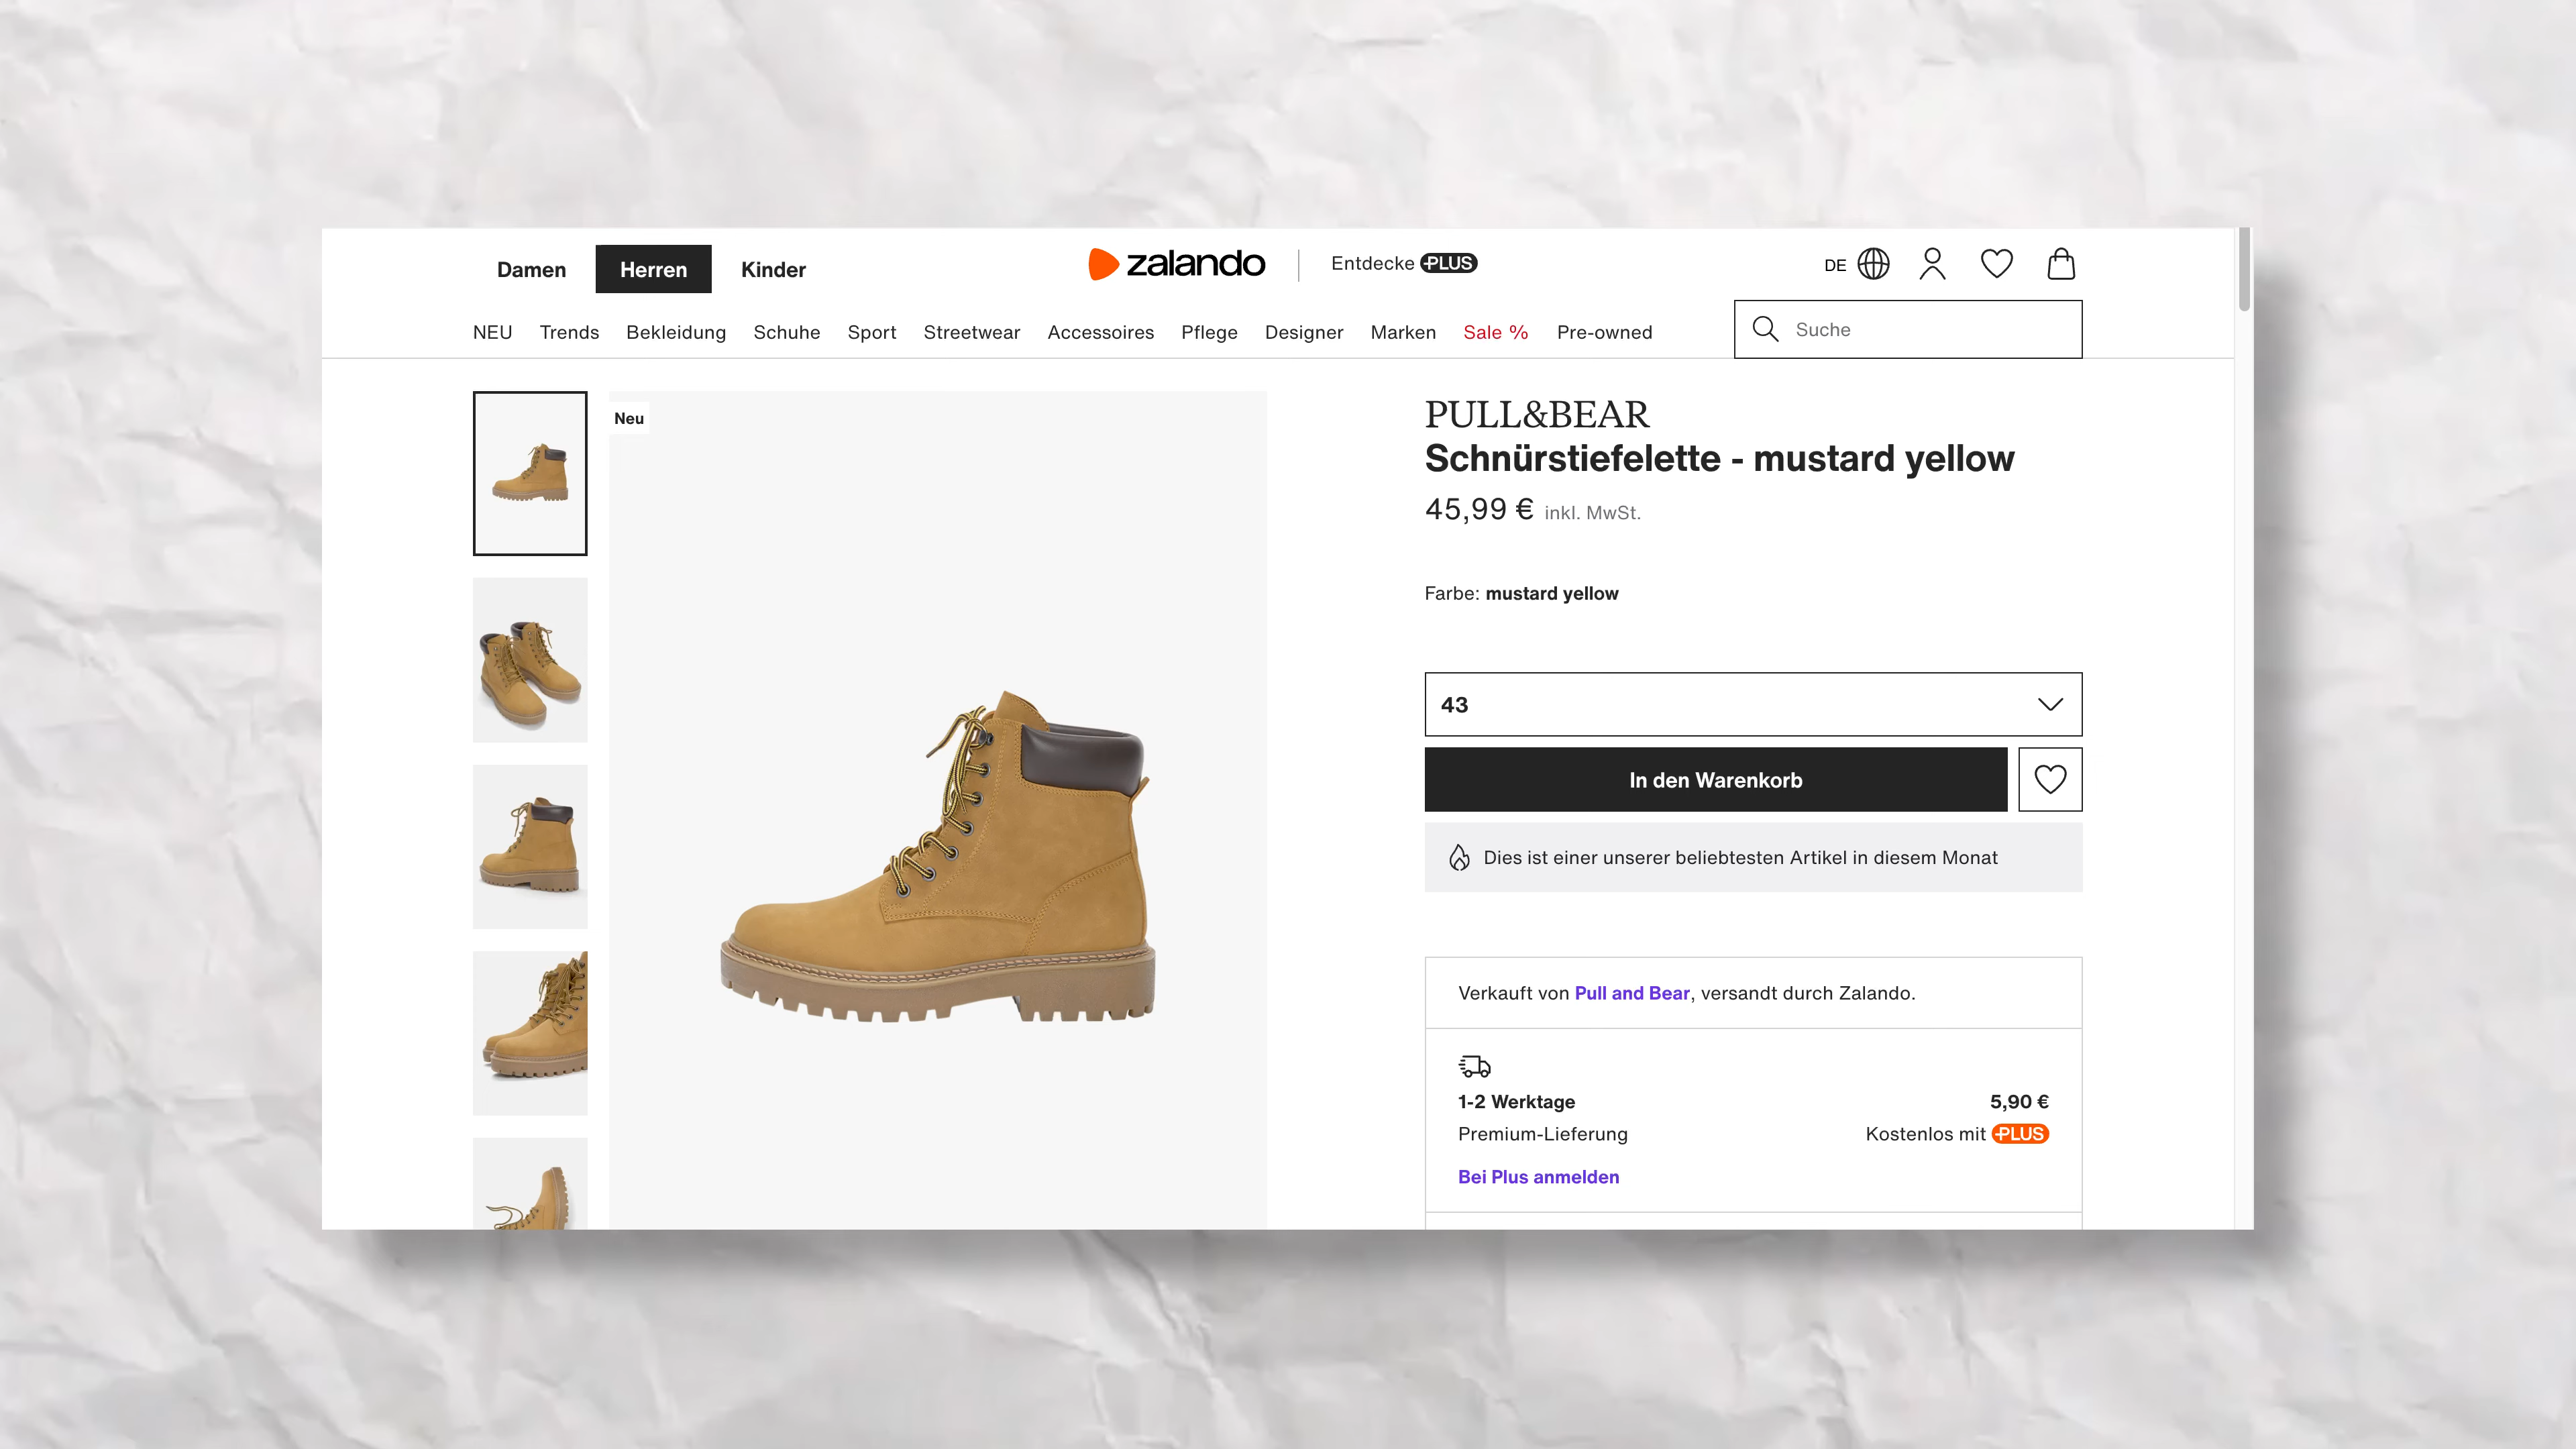 Damen Herren Kinder
zalando
Entdecke PLUS
DE
NEU Trends Bekleidung Schuhe Sport Streetwear Accessoires Pflege Designer Marken Sale % Pre-owned
Suche
Neu
PULL&BEAR
Schnürstiefelette - mustard yellow
45,99 € inkl. MwSt.
Farbe: mustard yellow
43
In den Warenkorb
Dies ist einer unserer beliebtesten Artikel in diesem Monat
Verkauft von Pull and Bear, versandt durch Zalando.
1-2 Werktage 5,90 €
Premium-Lieferung Kostenlos mit PLUS
Bei Plus anmelden